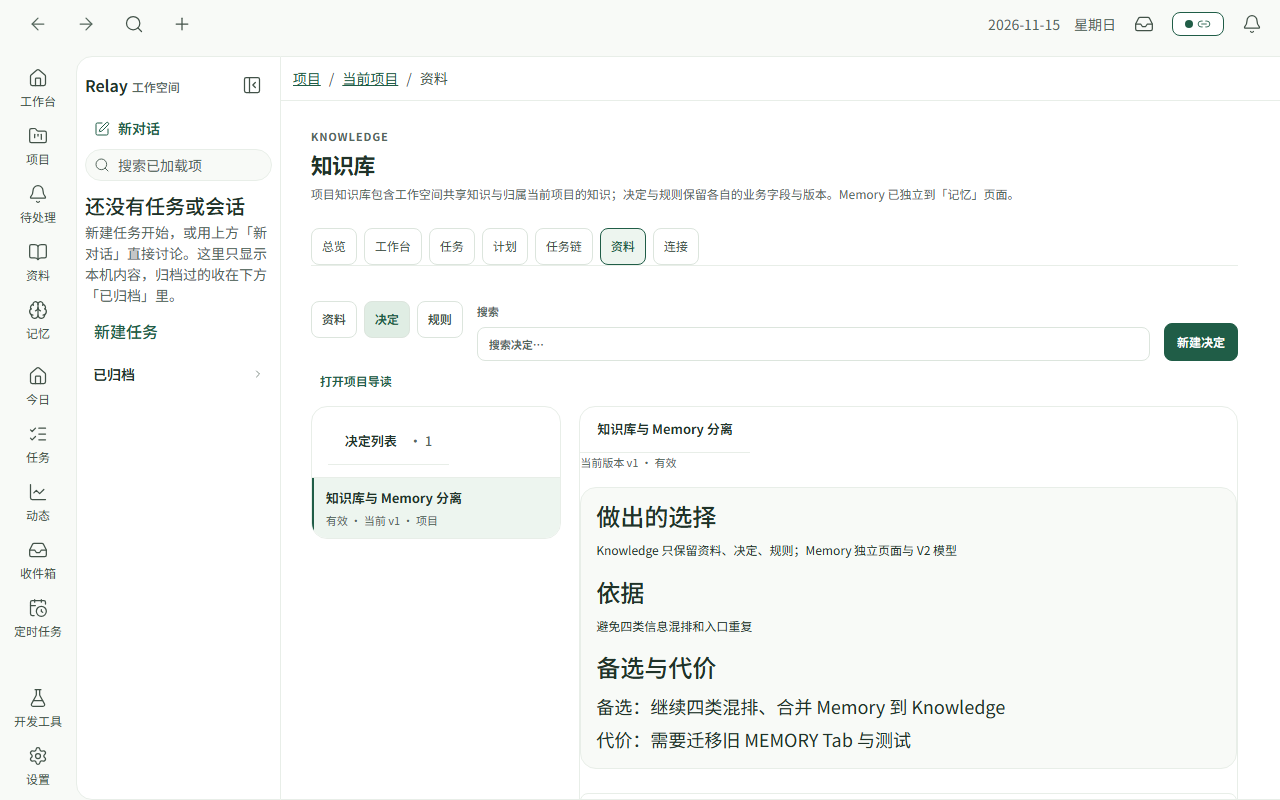 2026-11-15 星期日
工作台
项目
待处理
资料
记忆
今日
任务
动态
收件箱
定时任务
开发工具
设置
Relay 工作空间
新对话
搜索已加载项
还没有任务或会话
新建任务开始，或用上方「新
对话」直接讨论。这里只显示
本机内容，归档过的收在下方
「已归档」里。
新建任务
已归档
项目 / 当前项目 / 资料
KNOWLEDGE
知识库
项目知识库包含工作空间共享知识与归属当前项目的知识；决定与规则保留各自的业务字段与版本。Memory 已独立到「记忆」页面。
总览 工作台 任务 计划 任务链 资料 连接
资料 决定 规则
搜索
搜索决定…
新建决定
打开项目导读
决定列表 · 1
知识库与 Memory 分离
有效 · 当前 v1 · 项目
知识库与 Memory 分离
当前版本 v1 · 有效
做出的选择
Knowledge 只保留资料、决定、规则；Memory 独立页面与 V2 模型
依据
避免四类信息混排和入口重复
备选与代价
备选：继续四类混排、合并 Memory 到 Knowledge
代价：需要迁移旧 MEMORY Tab 与测试